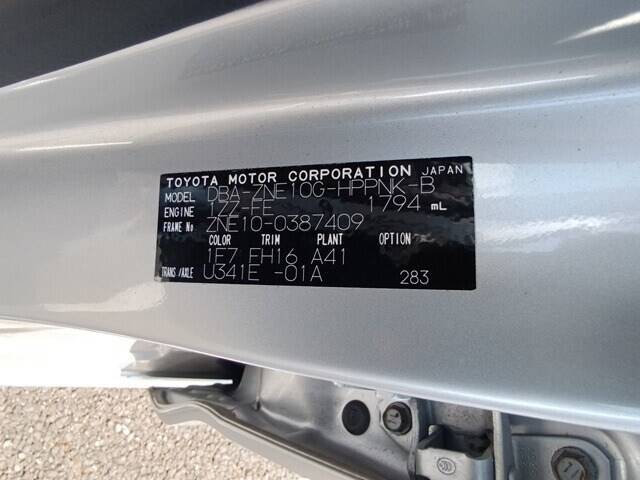 TOYOTA MOTOR CORPORATION JAPAN
MODEL DBA-ZNE10G-HPPNK-B
ENGINE 1ZZ-FE 1794 mL
FRAME No ZNE10-0387409
COLOR TRIM PLANT OPTION
1E7 EH16 A41
TRANS/AXLE U341E -01A 283